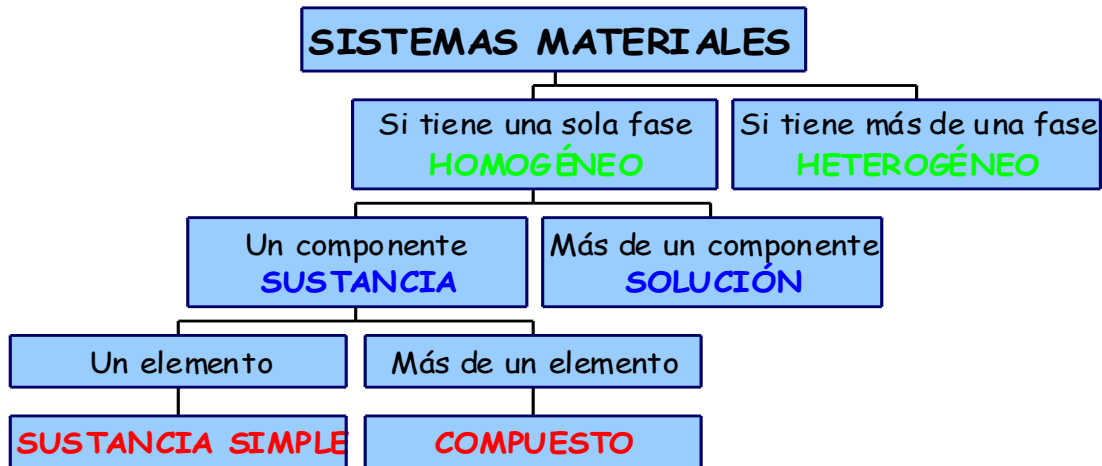 SISTEMAS MATERIALES
Si tiene una sola fase
HOMOGÉNEO
Si tiene más de una fase
HETEROGÉNEO
Un componente
SUSTANCIA
Más de un componente
SOLUCIÓN
Un elemento
Más de un elemento
SUSTANCIA SIMPLE
COMPUESTO